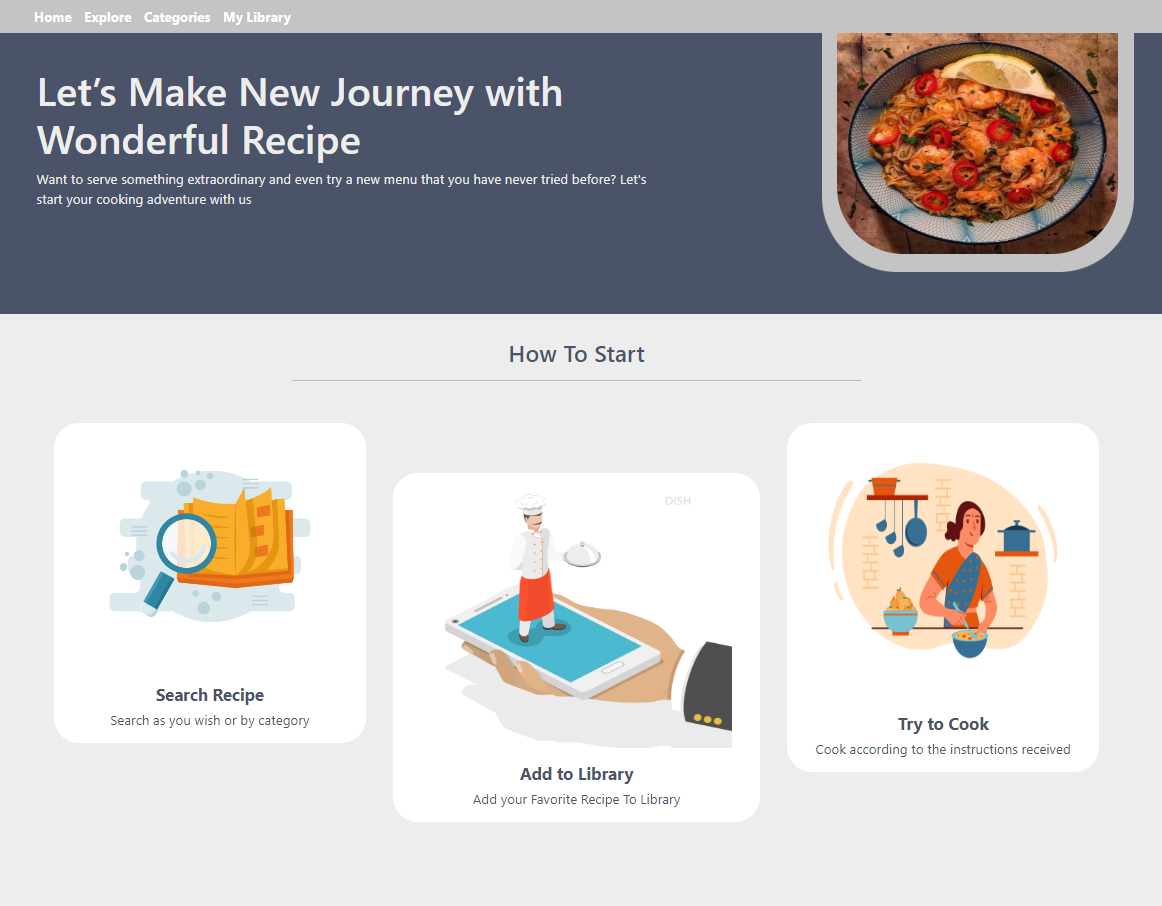 Home Explore Categories My Library
Let’s Make New Journey with
Wonderful Recipe
Want to serve something extraordinary and even try a new menu that you have never tried before? Let's
start your cooking adventure with us
How To Start
Search Recipe
Search as you wish or by category
DISH
Add to Library
Add your Favorite Recipe To Library
Try to Cook
Cook according to the instructions received